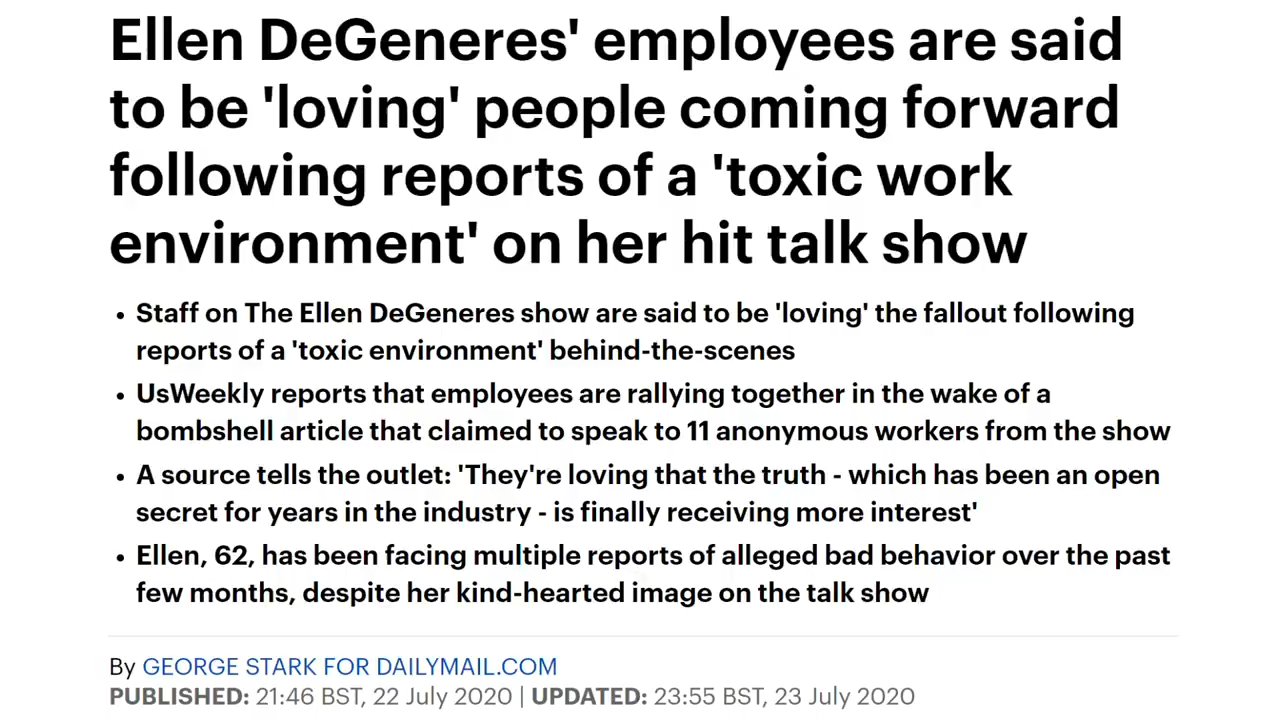 Ellen DeGeneres' employees are said
to be 'loving' people coming forward
following reports of a 'toxic work
environment' on her hit talk show
• Staff on The Ellen DeGeneres show are said to be 'loving' the fallout following
reports of a 'toxic environment' behind-the-scenes
• UsWeekly reports that employees are rallying together in the wake of a
bombshell article that claimed to speak to 11 anonymous workers from the show
• A source tells the outlet: 'They're loving that the truth - which has been an open
secret for years in the industry - is finally receiving more interest'
• Ellen, 62, has been facing multiple reports of alleged bad behavior over the past
few months, despite her kind-hearted image on the talk show
By GEORGE STARK FOR DAILYMAIL.COM
PUBLISHED: 21:46 BST, 22 July 2020 | UPDATED: 23:55 BST, 23 July 2020